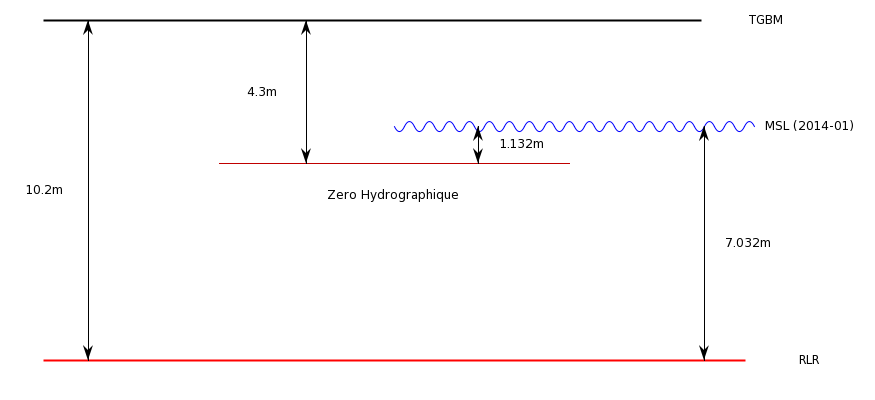 TGBM
4.3m
MSL (2014-01)
1.132m
10.2m
Zero Hydrographique
7.032m
RLR